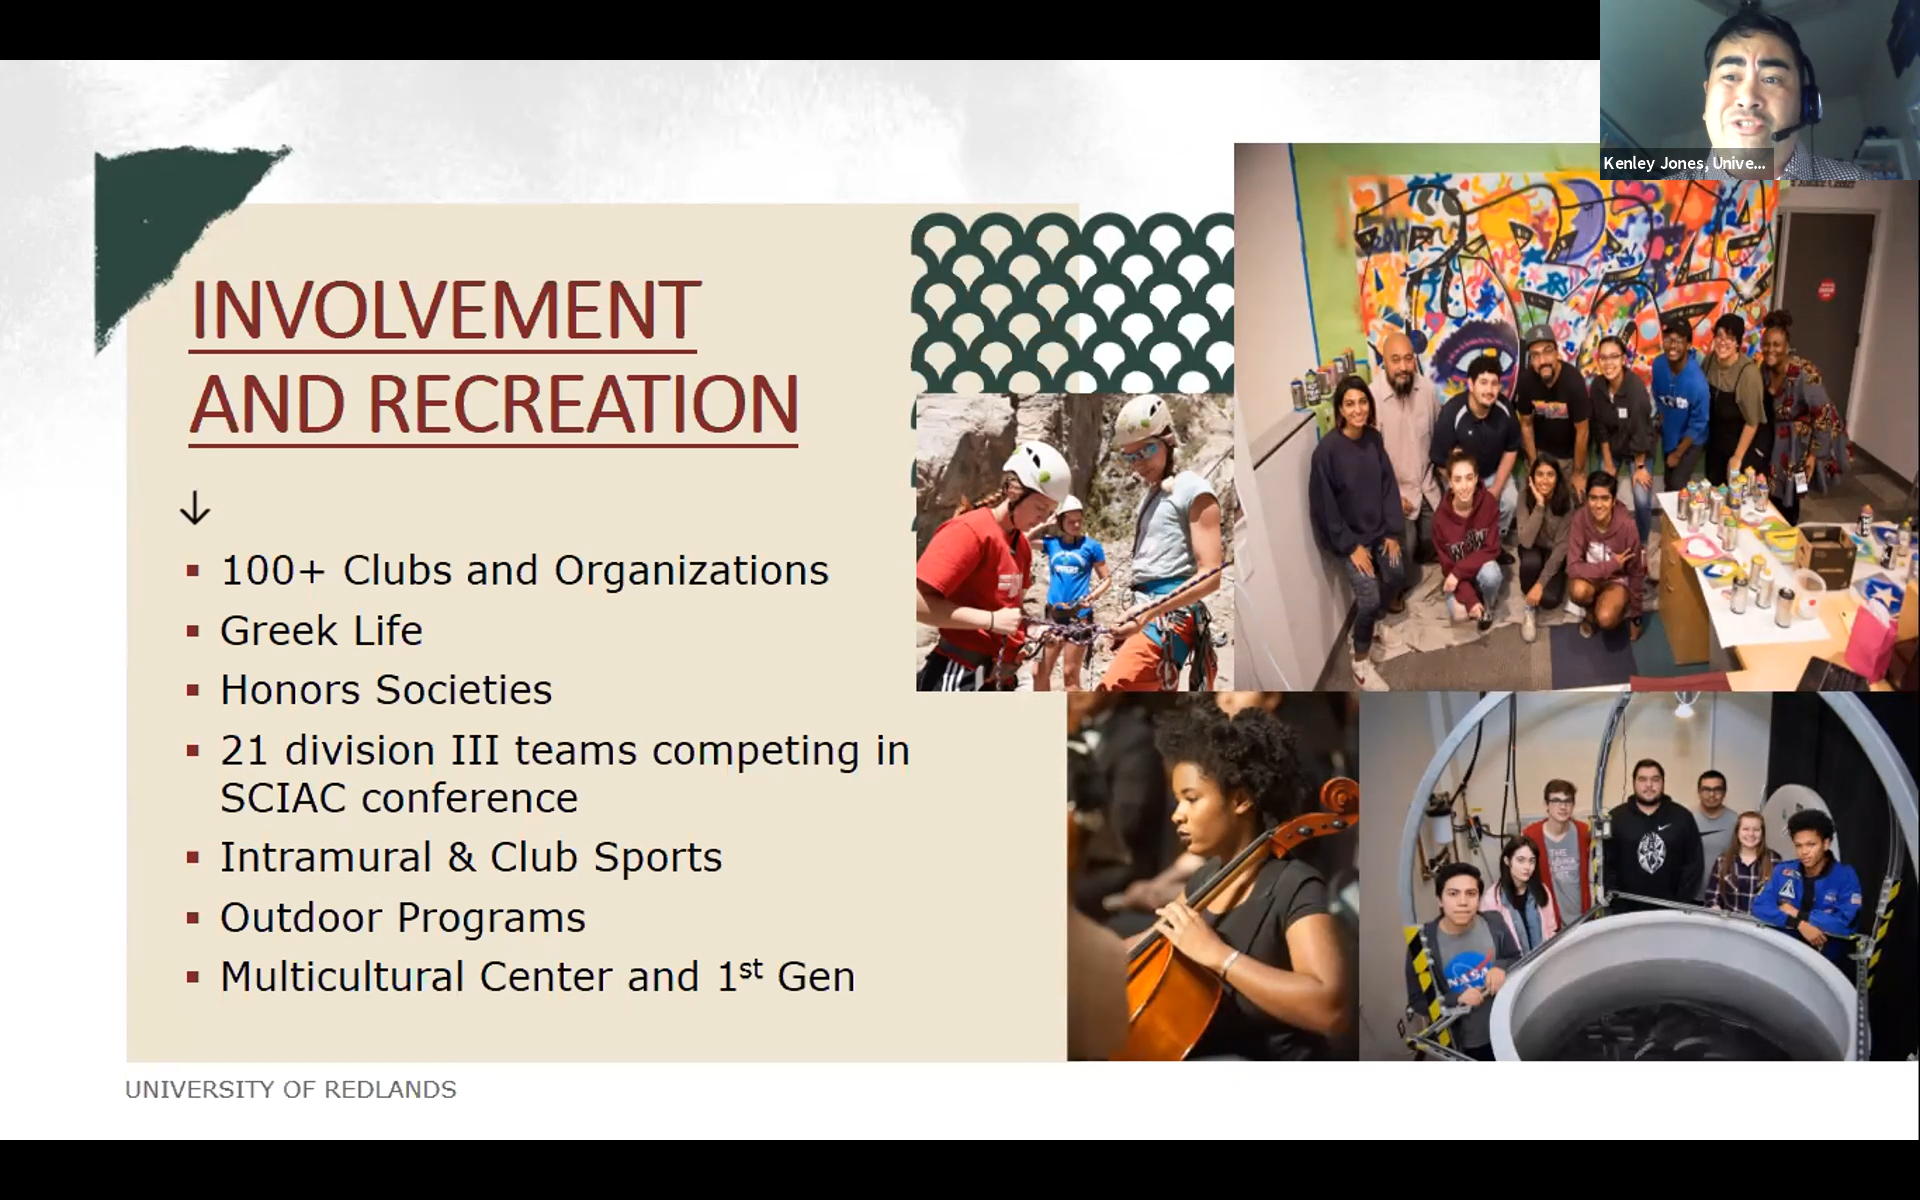 Kenley Jones, Unive...
INVOLVEMENT
AND RECREATION
100+ Clubs and Organizations
Greek Life
Honors Societies
21 division III teams competing in
SCIAC conference
Intramural & Club Sports
Outdoor Programs
Multicultural Center and 1st Gen
NASA
UNIVERSITY OF REDLANDS